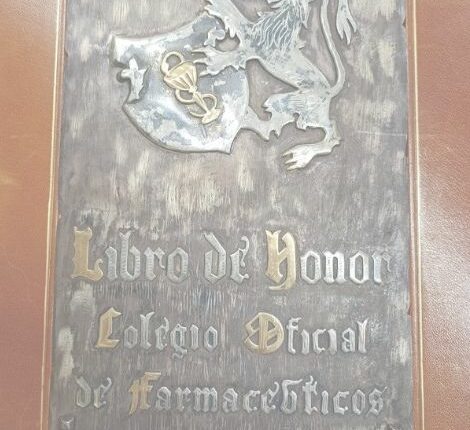 Libro de Honor
Colegio Oficial
de Farmacéuticos